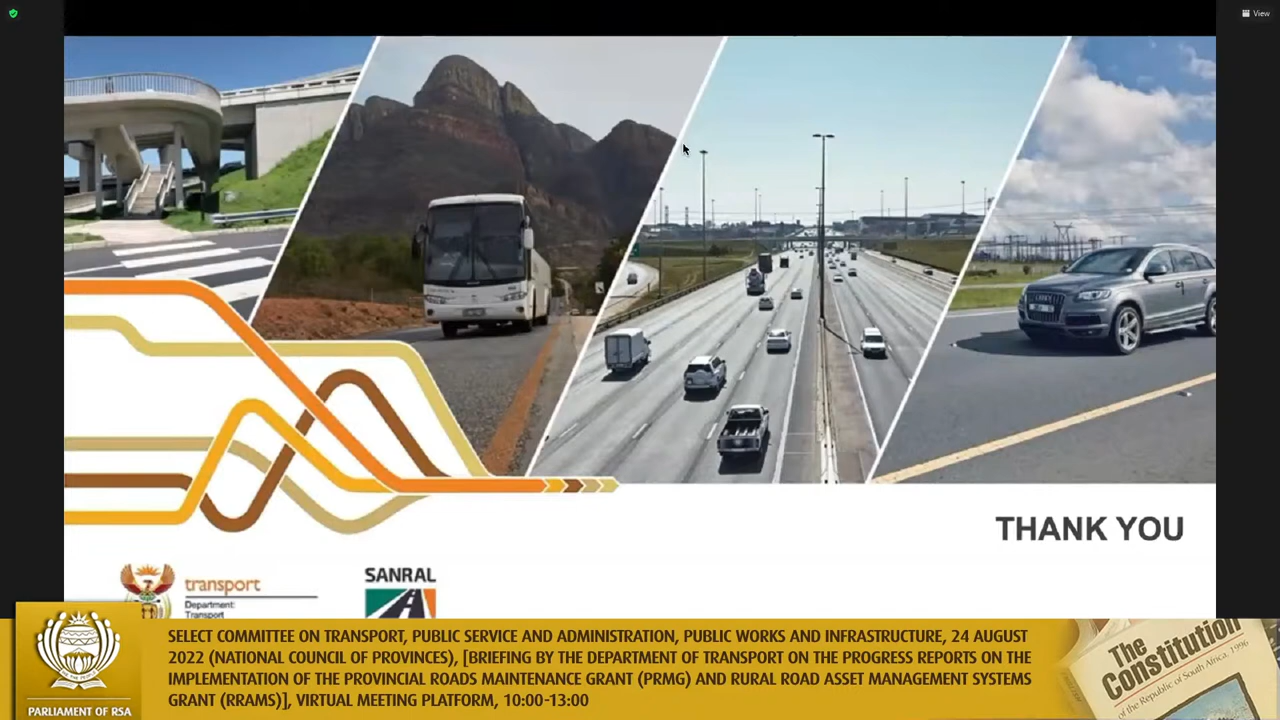 View
THANK YOU
transport
Department:
Transport
SANRAL
SELECT COMMITTEE ON TRANSPORT, PUBLIC SERVICE AND ADMINISTRATION, PUBLIC WORKS AND INFRASTRUCTURE, 24 AUGUST
2022 (NATIONAL COUNCIL OF PROVINCES), [BRIEFING BY THE DEPARTMENT OF TRANSPORT ON THE PROGRESS REPORTS ON THE
IMPLEMENTATION OF THE PROVINCIAL ROADS MAINTENANCE GRANT (PRMG) AND RURAL ROAD ASSET MANAGEMENT SYSTEMS
GRANT (RRAMS)], VIRTUAL MEETING PLATFORM, 10:00-13:00
PARLIAMENT OF RSA
The
Constitution
of the Republic of South Africa, 1996